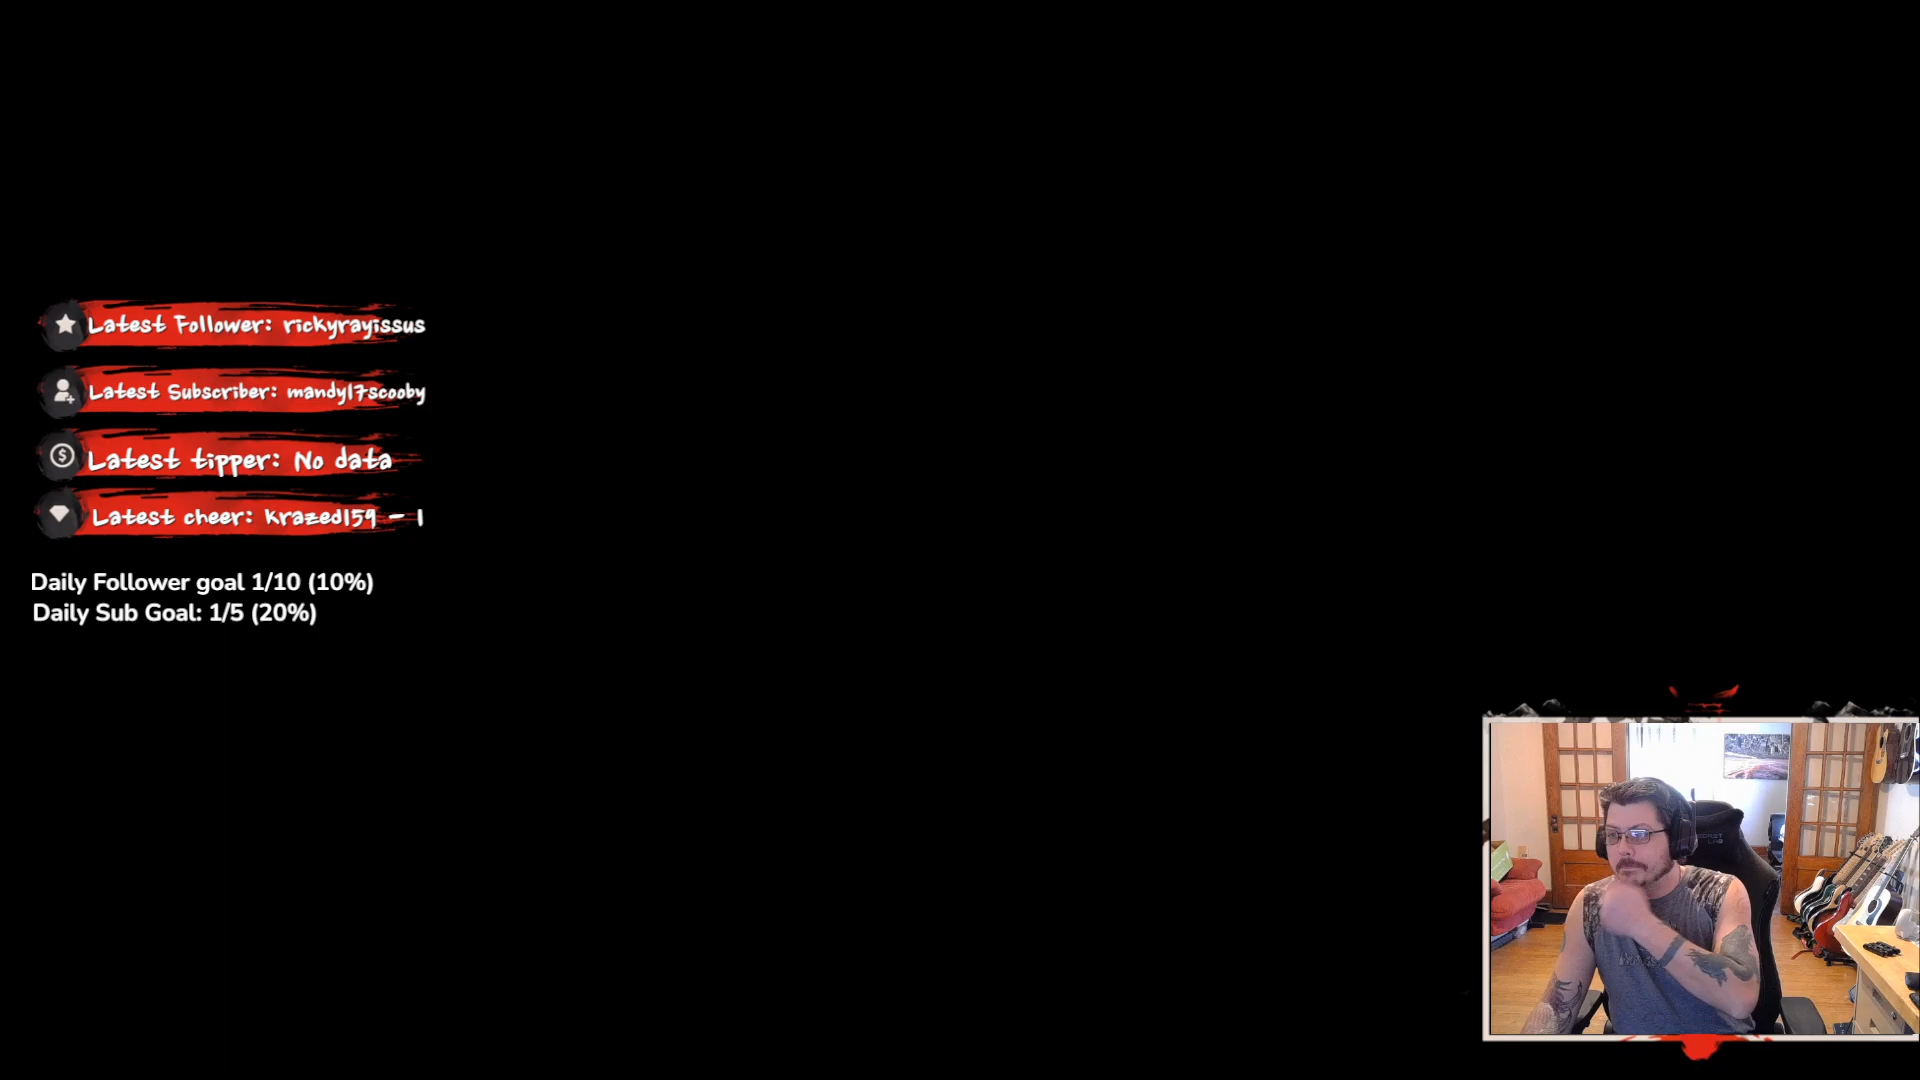 Latest Follower: rickyrayissus
Latest Subscriber: mandy17scooby
Latest tipper: No data
Latest cheer: krazed159 - 1
Daily Follower goal 1/10 (10%)
Daily Sub Goal: 1/5 (20%)